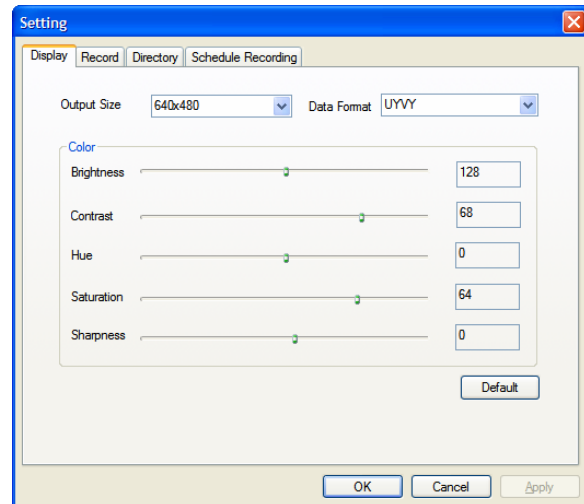 Setting
Display Record Directory Schedule Recording
Output Size 640x480 Data Format UYVY
Color
Brightness 128
Contrast 68
Hue 0
Saturation 64
Sharpness 0
Default
OK Cancel Apply